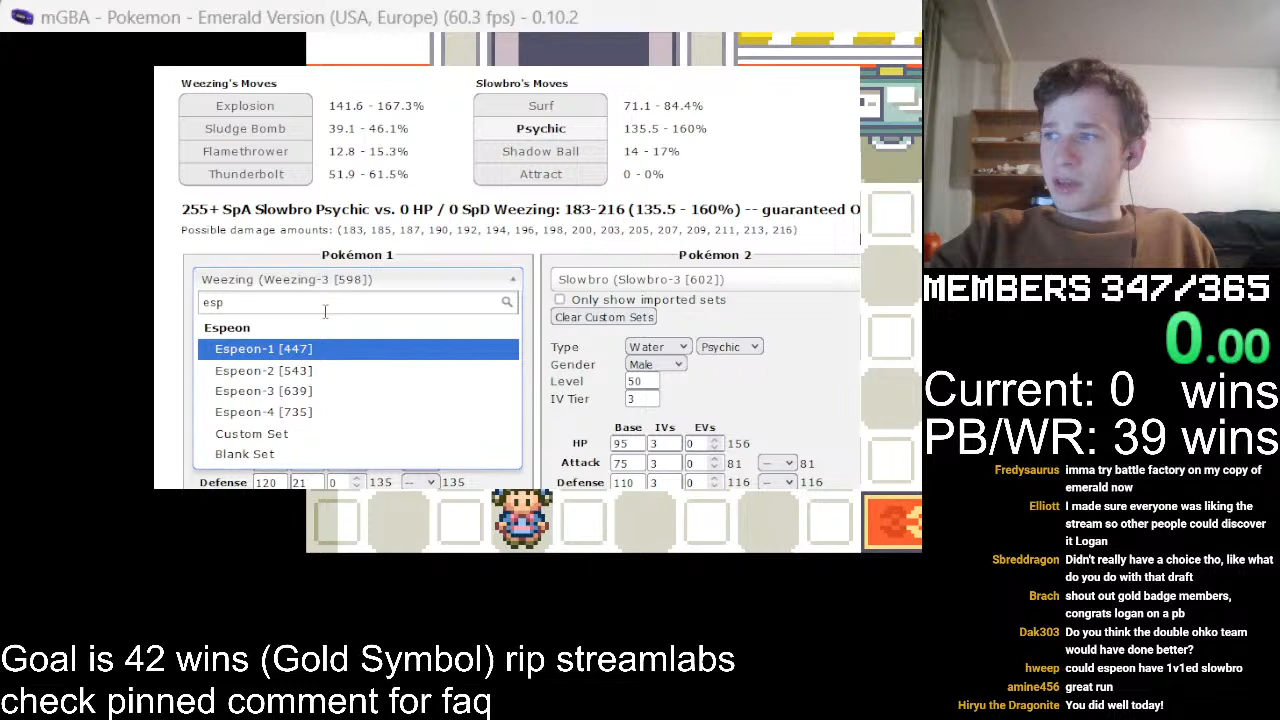 mGBA - Pokemon - Emerald Version (USA, Europe) (60.3 fps) - 0.10.2
Weezing's Moves
Slowbro's Moves
Explosion 141.6 - 167.3%
Surf 71.1 - 84.4%
Sludge Bomb 39.1 - 46.1%
Psychic 135.5 - 160%
Flamethrower 12.8 - 15.3%
Shadow Ball 14 - 17%
Thunderbolt 51.9 - 61.5%
Attract 0 - 0%
255+ SpA Slowbro Psychic vs. 0 HP / 0 SpD Weezing: 183-216 (135.5 - 160%) -- guaranteed O
Possible damage amounts: (183, 185, 187, 190, 192, 194, 196, 198, 200, 203, 205, 207, 209, 211, 213, 216)
Pokémon 1
Weezing (Weezing-3 [598])
esp
Espeon
Espeon-1 [447]
Espeon-2 [543]
Espeon-3 [639]
Espeon-4 [735]
Custom Set
Blank Set
Defense 120 21 0 135 -- 135
Pokémon 2
Slowbro (Slowbro-3 [602])
Only show imported sets
Clear Custom Sets
Type Water Psychic
Gender Male
Level 50
IV Tier 3
Base IVs EVs
HP 95 3 0 156
Attack 75 3 0 81 -- 81
Defense 110 3 0 116 -- 116
MEMBERS 347/365
0.00
Current: 0 wins
PB/WR: 39 wins
Fredysaurus imma try battle factory on my copy of
emerald now
Elliott I made sure everyone was liking the
stream so other people could discover
it Logan
Sbreddragon Didn't really have a choice tho, like what
do you do with that draft
Brach shout out gold badge members,
congrats logan on a pb
Dak303 Do you think the double ohko team
would have done better?
hweep could espeon have 1v1ed slowbro
amine456 great run
Hiryu the Dragonite You did well today!
Goal is 42 wins (Gold Symbol) rip streamlabs
check pinned comment for faq